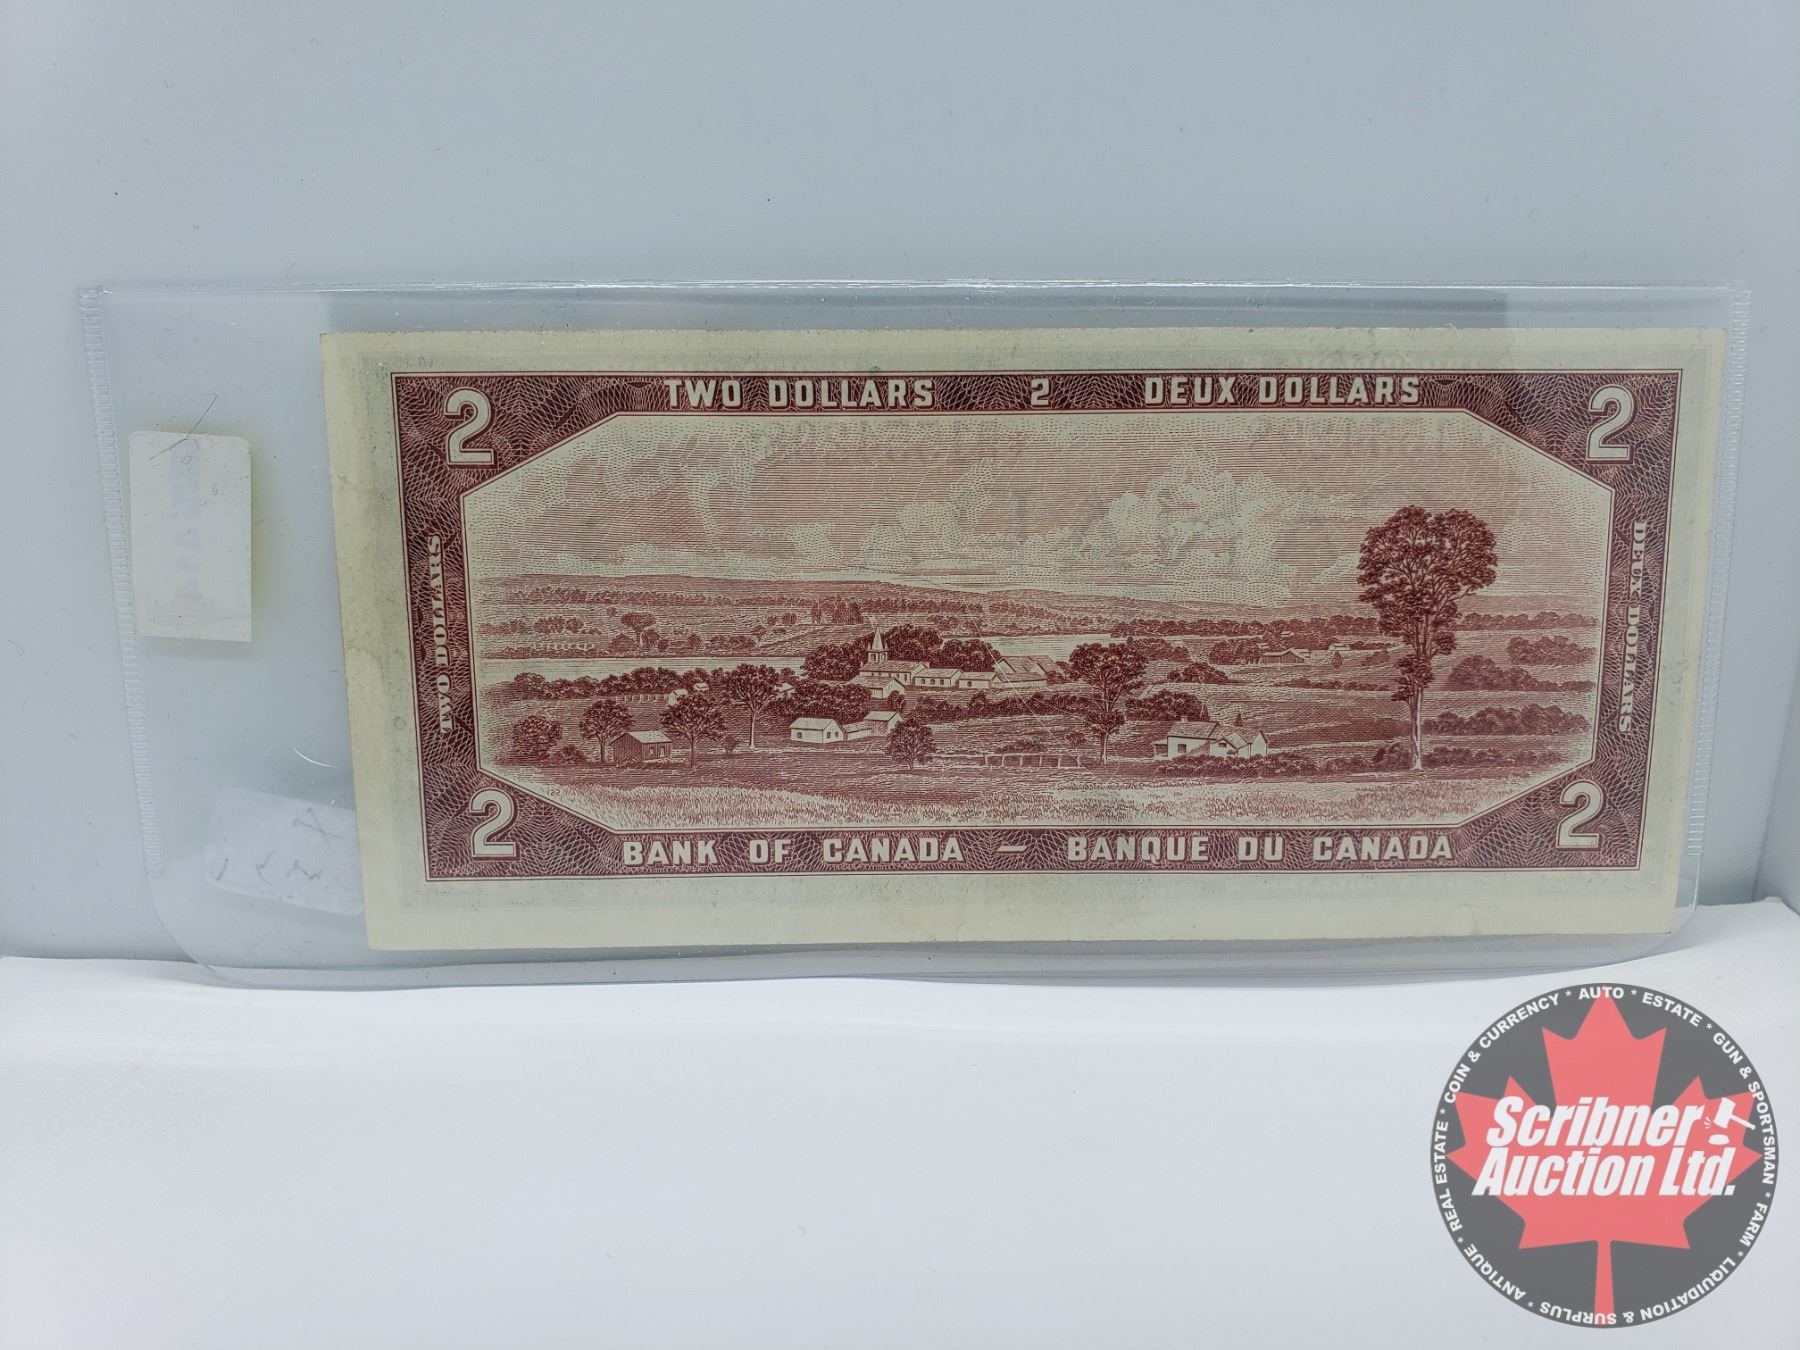 TWO DOLLARS 2 DEUX DOLLARS
2 2
TWO DOLLARS
DEUX DOLLARS
122
2 2
BANK OF CANADA — BANQUE DU CANADA
COIN & CURRENCY * AUTO * ESTATE * GUN & SPORTSMAN * FARM * LIQUIDATION & SURPLUS * ANTIQUE * REAL ESTATE *
Scribner
Auction Ltd.